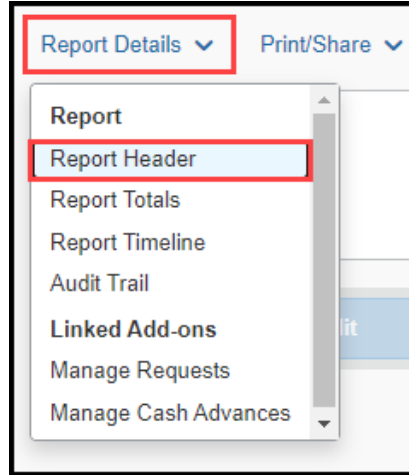 Report Details Print/Share
Report
Report Header
Report Totals
Report Timeline
Audit Trail
Linked Add-ons
Manage Requests
Manage Cash Advances